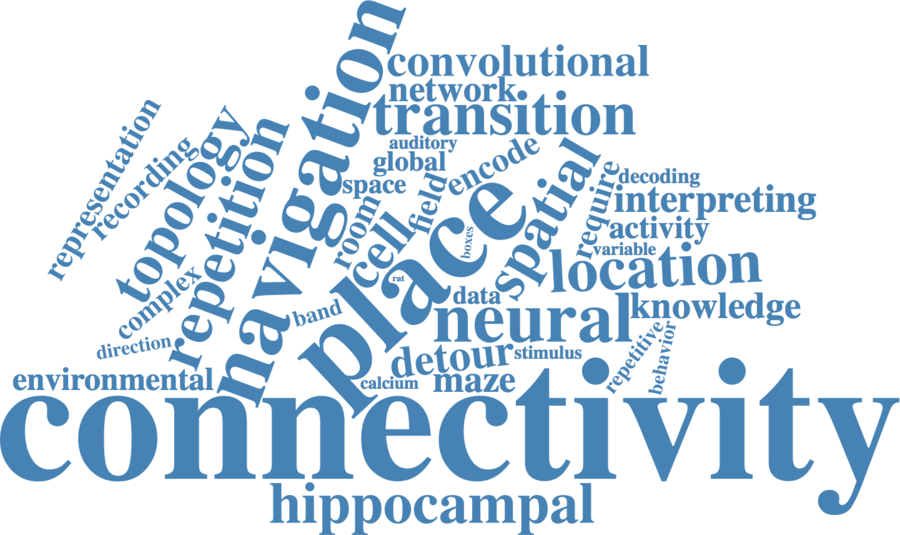 navigation
convolutional
network
transition
representation
recording
topology
repetition
auditory
global
encode
space
spatial
decoding
require
interpreting
field
room
cell
place
boxes
activity
variable
location
rat
complex
data
band
neural
knowledge
direction
detour
stimulus
repetitive
behavior
environmental
calcium
maze
connectivity
hippocampal